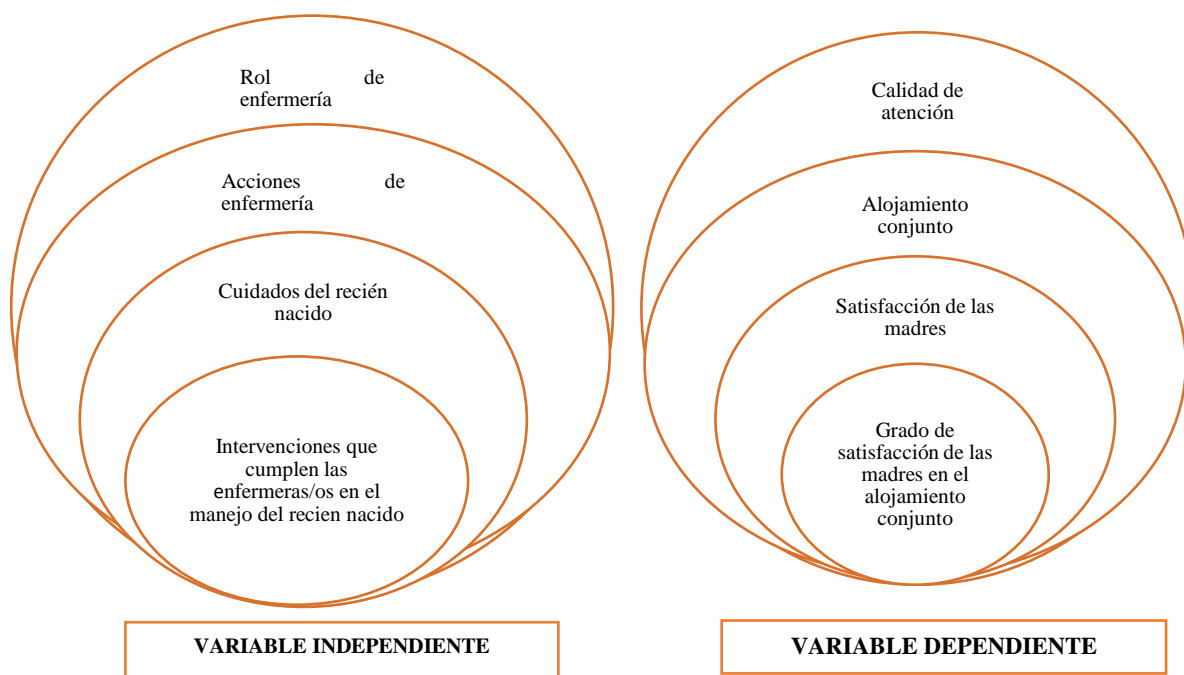 Rol de
enfermería
Acciones de
enfermería
Cuidados del recién
nacido
Intervenciones que
cumplen las
enfermeras/os en el
manejo del recien nacido
VARIABLE INDEPENDIENTE
Calidad de
atención
Alojamiento
conjunto
Satisfacción de las
madres
Grado de
satisfacción de las
madres en el
alojamiento
conjunto
VARIABLE DEPENDIENTE